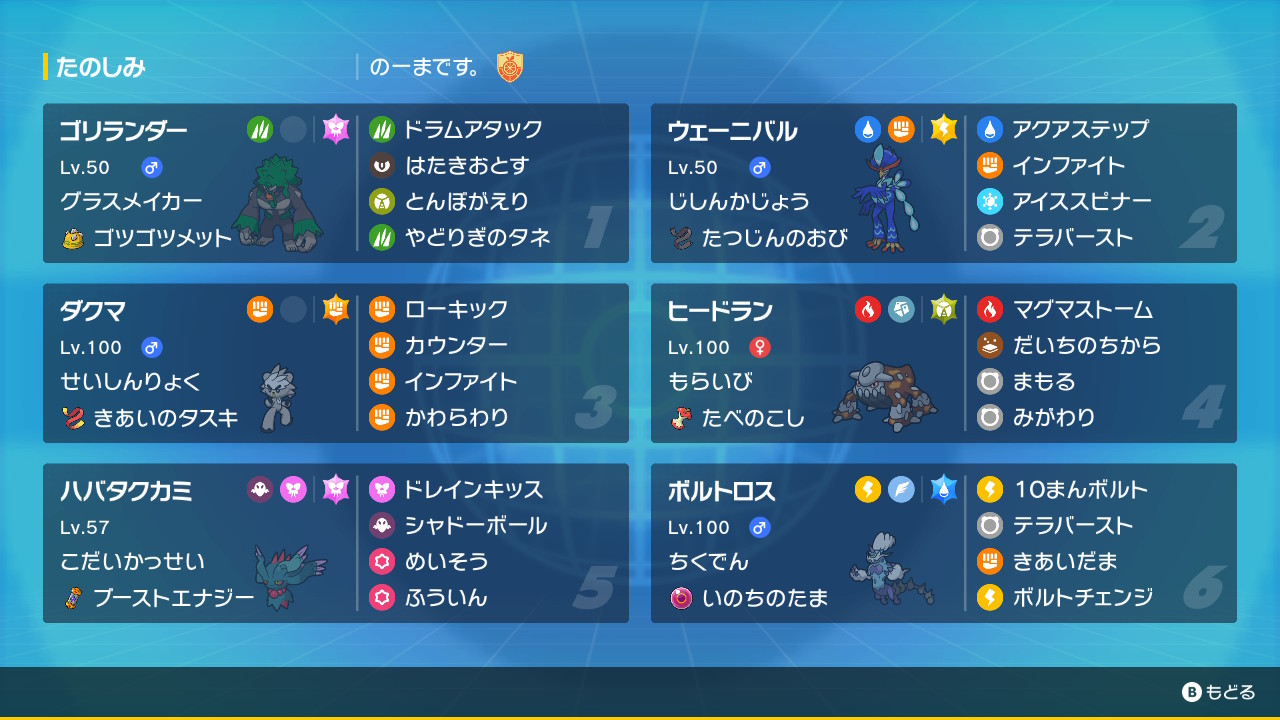 たのしみ
のーまです。
ゴリランダー
Lv.50
グラスメイカー
ゴツゴツメット
ドラムアタック
はたきおとす
とんぼがえり
やどりぎのタネ
1
ウェーニバル
Lv.50
じしんかじょう
たつじんのおび
アクアステップ
インファイト
アイススピナー
テラバースト
2
ダクマ
Lv.100
せいしんりょく
きあいのタスキ
ローキック
カウンター
インファイト
かわらわり
3
ヒードラン
Lv.100
もらいび
たべのこし
マグマストーム
だいちのちから
まもる
みがわり
4
ハバタクカミ
Lv.57
こだいかっせい
ブーストエナジー
ドレインキッス
シャドーボール
めいそう
ふういん
5
ボルトロス
Lv.100
ちくでん
いのちのたま
10まんボルト
テラバースト
きあいだま
ボルトチェンジ
6
B もどる